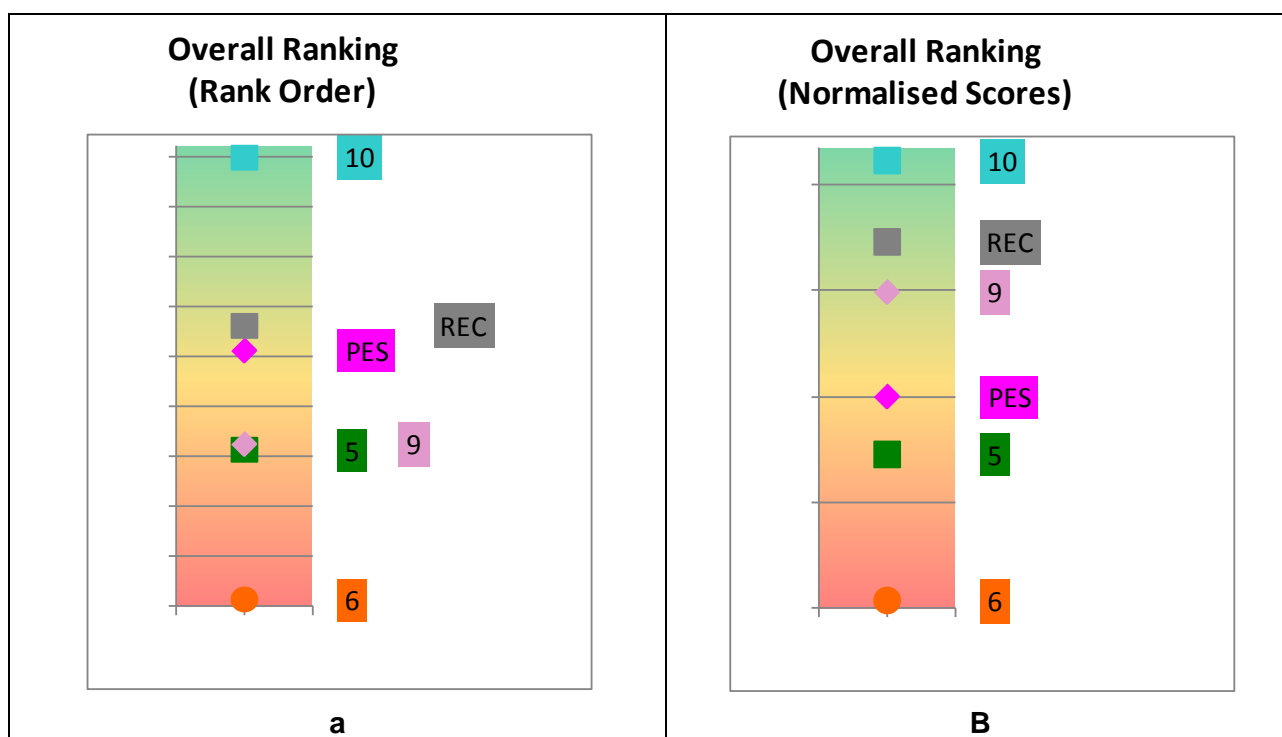 Overall Ranking
(Rank Order)
10
REC
PES
5 9
6
a
Overall Ranking
(Normalised Scores)
10
REC
9
PES
5
6
B